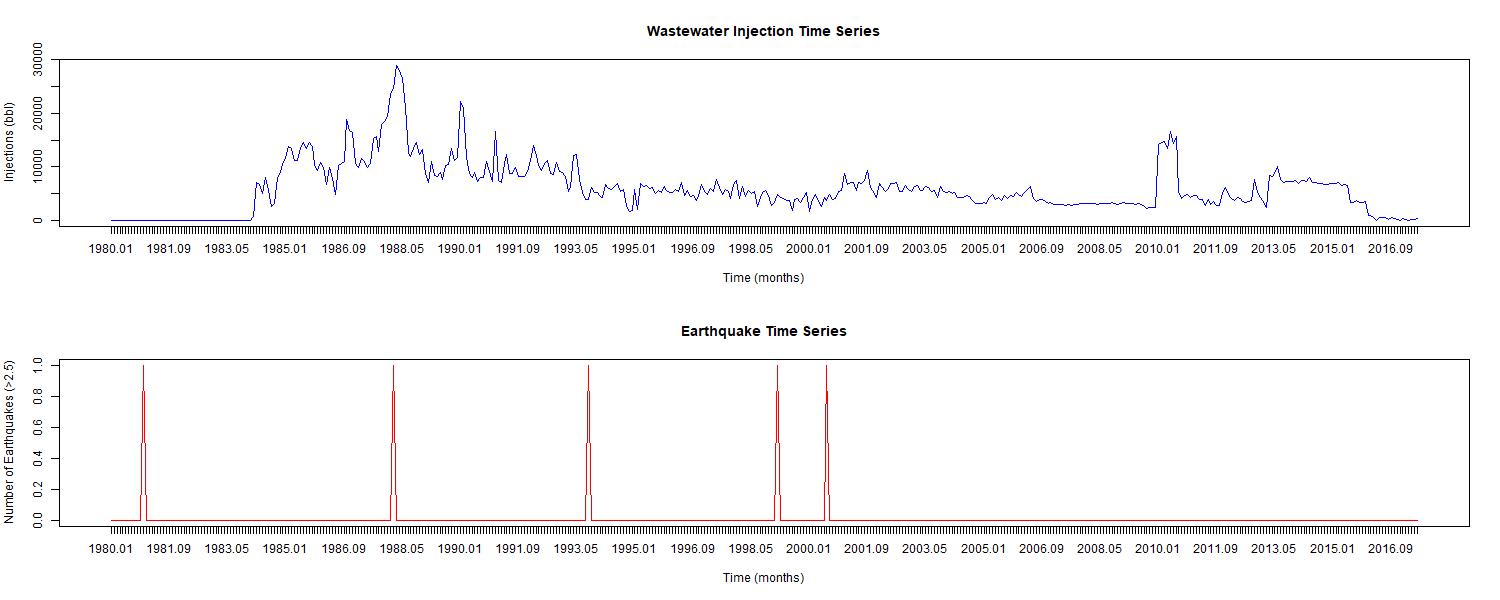 Wastewater Injection Time Series
Injections (bbl)
30000
20000
10000
0
1980.01 1981.09 1983.05 1985.01 1986.09 1988.05 1990.01 1991.09 1993.05 1995.01 1996.09 1998.05 2000.01 2001.09 2003.05 2005.01 2006.09 2008.05 2010.01 2011.09 2013.05 2015.01 2016.09
Time (months)
Earthquake Time Series
Number of Earthquakes (>2.5)
1.0
0.8
0.6
0.4
0.2
0.0
1980.01 1981.09 1983.05 1985.01 1986.09 1988.05 1990.01 1991.09 1993.05 1995.01 1996.09 1998.05 2000.01 2001.09 2003.05 2005.01 2006.09 2008.05 2010.01 2011.09 2013.05 2015.01 2016.09
Time (months)